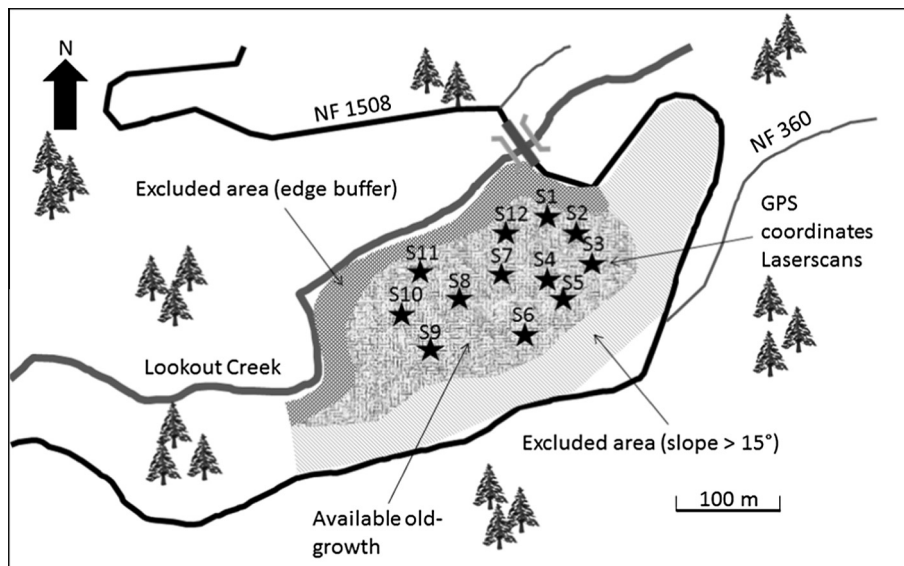 N
NF 1508
NF 360
Excluded area (edge buffer)
GPS
coordinates
Laserscans
S1
S12
S2
S3
S11
S7
S4
S8
S5
S10
S6
S9
Lookout Creek
Excluded area (slope > 15°)
Available old-
growth
100 m